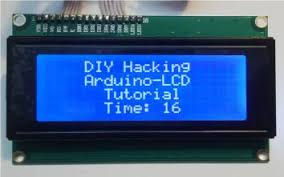 DIY Hacking
Arduino-LCD
Tutorial
Time: 16